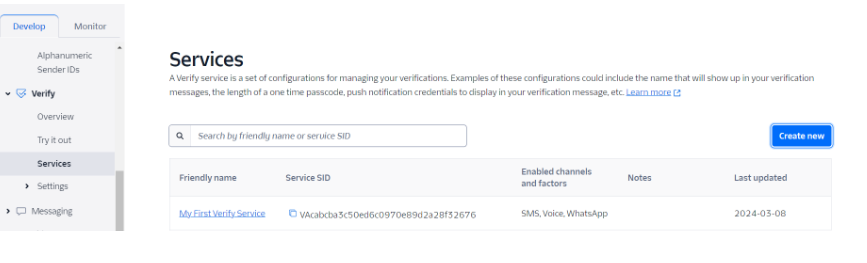 Develop Monitor
Alphanumeric
Sender IDs
Verify
Overview
Try it out
Services
Settings
Messaging
Services
A Verify service is a set of configurations for managing your verifications. Examples of these configurations could include the name that will show up in your verification
messages, the length of a one time passcode, push notification credentials to display in your verification message, etc. Learn more
Search by friendly name or service SID
Create new
Friendly name Service SID Enabled channels and factors Notes Last updated
My First Verify Service VAcabcba3c50ed6c0970e89d2a28f32676 SMS, Voice, WhatsApp 2024-03-08